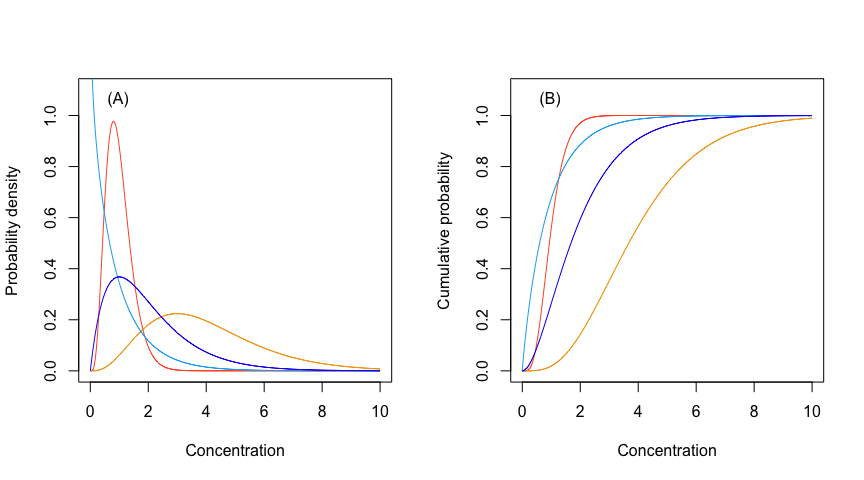 (A)
Probability density
0.0 0.2 0.4 0.6 0.8 1.0
0 2 4 6 8 10
Concentration
(B)
Cumulative probability
0.0 0.2 0.4 0.6 0.8 1.0
0 2 4 6 8 10
Concentration